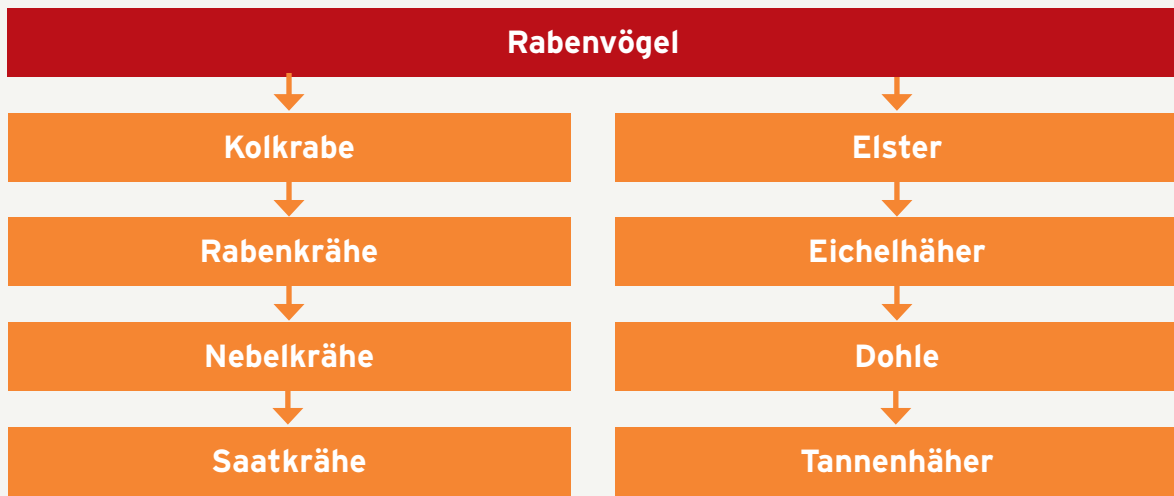 Rabenvögel
Kolkrabe
Rabenkrähe
Nebelkrähe
Saatkrähe
Elster
Eichelhäher
Dohle
Tannenhäher